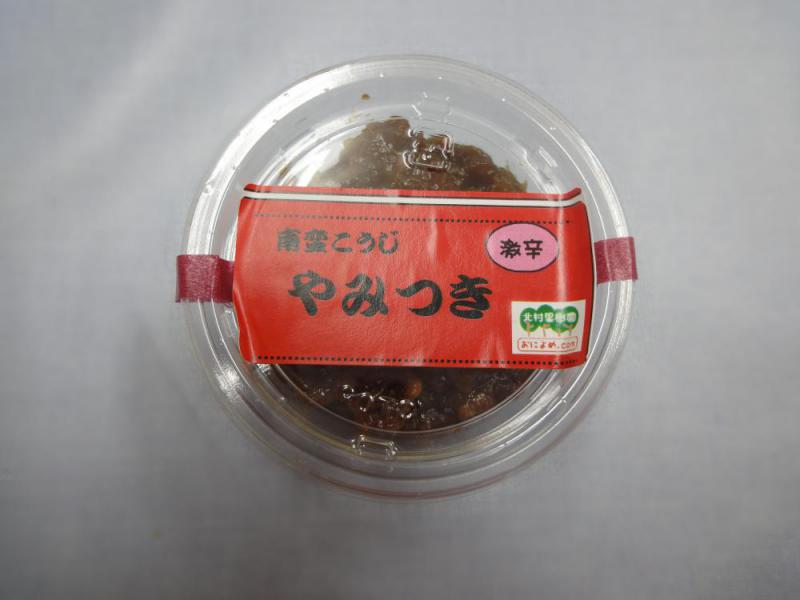 南蛮こうじ
激辛
やみつき
北村果樹園
おによめ.com